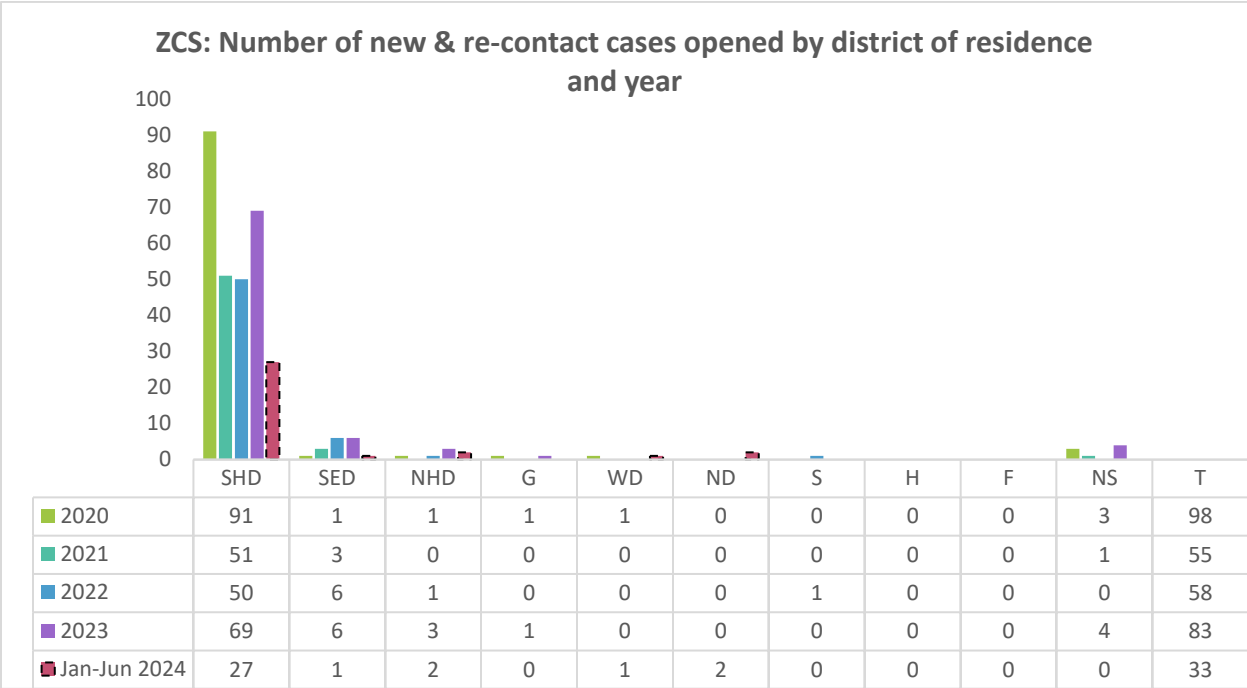 ZCS: Number of new & re-contact cases opened by district of residence
and year
100
90
80
70
60
50
40
30
20
10
0
SHD SED NHD G WD ND S H F NS T
2020 91 1 1 1 1 0 0 0 0 3 98
2021 51 3 0 0 0 0 0 0 0 1 55
2022 50 6 1 0 0 0 1 0 0 0 58
2023 69 6 3 1 0 0 0 0 0 4 83
Jan-Jun 2024 27 1 2 0 1 2 0 0 0 0 33